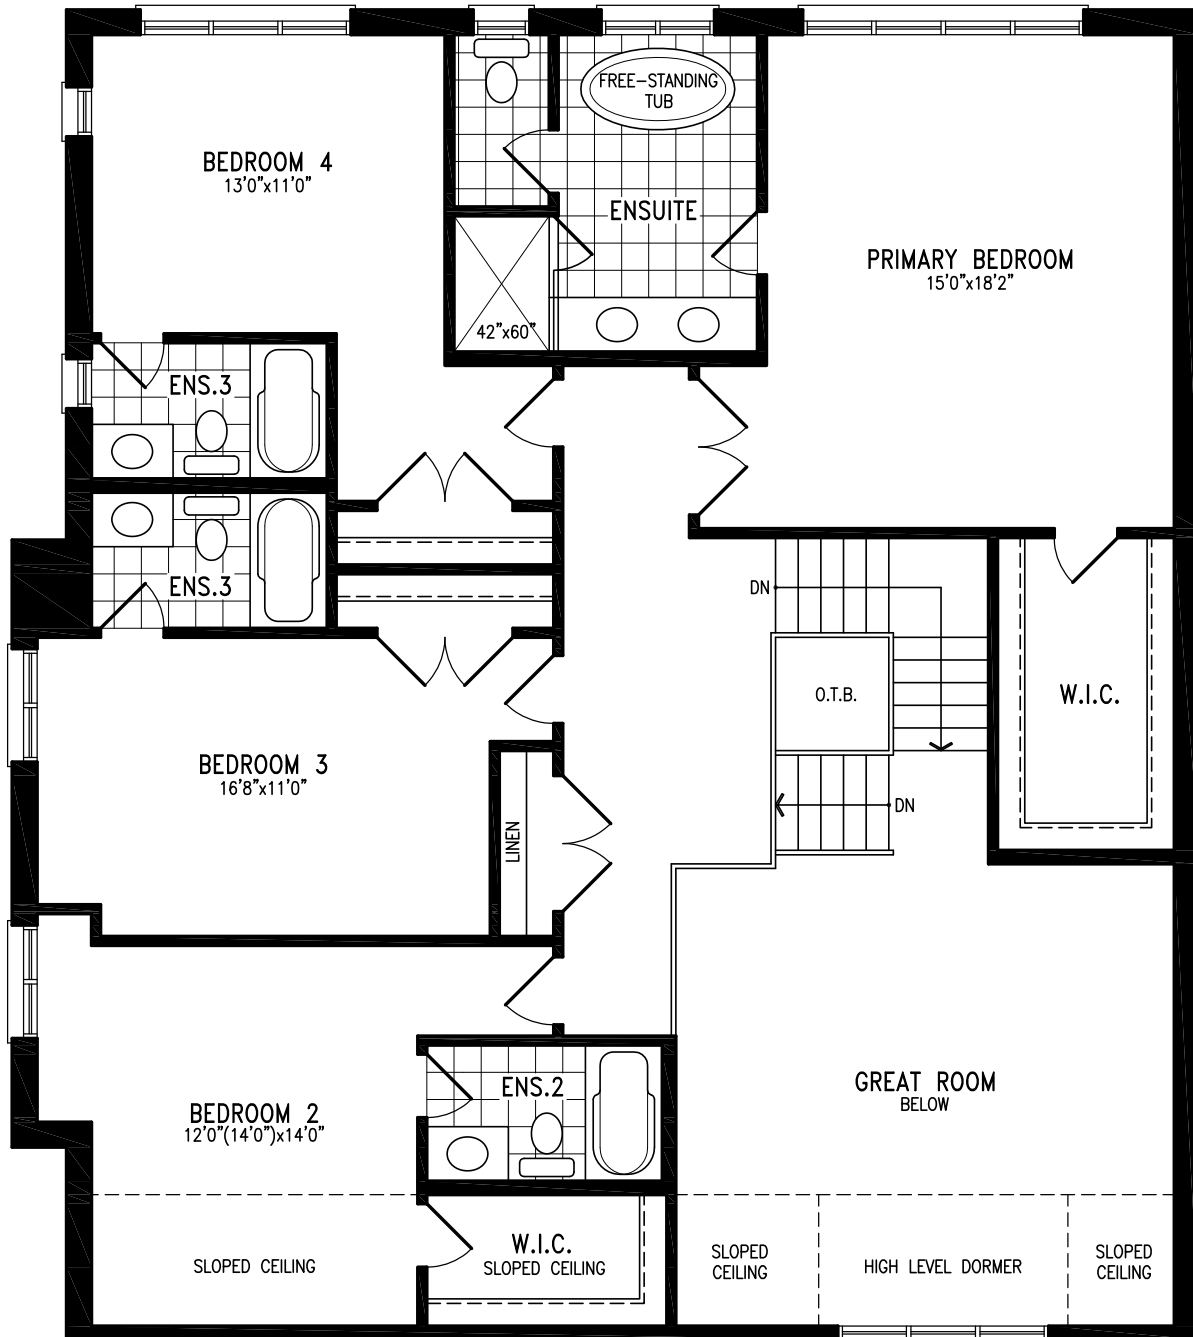 FREE-STANDING
TUB
BEDROOM 4
13'0"x11'0"
ENSUITE
PRIMARY BEDROOM
15'0"x18'2"
42"x60"
ENS.3
ENS.3
DN
O.T.B.
W.I.C.
BEDROOM 3
16'8"x11'0"
DN
LINEN
ENS.2
GREAT ROOM
BELOW
BEDROOM 2
12'0"(14'0")x14'0"
W.I.C.
SLOPED CEILING
SLOPED CEILING
SLOPED
CEILING
HIGH LEVEL DORMER
SLOPED
CEILING